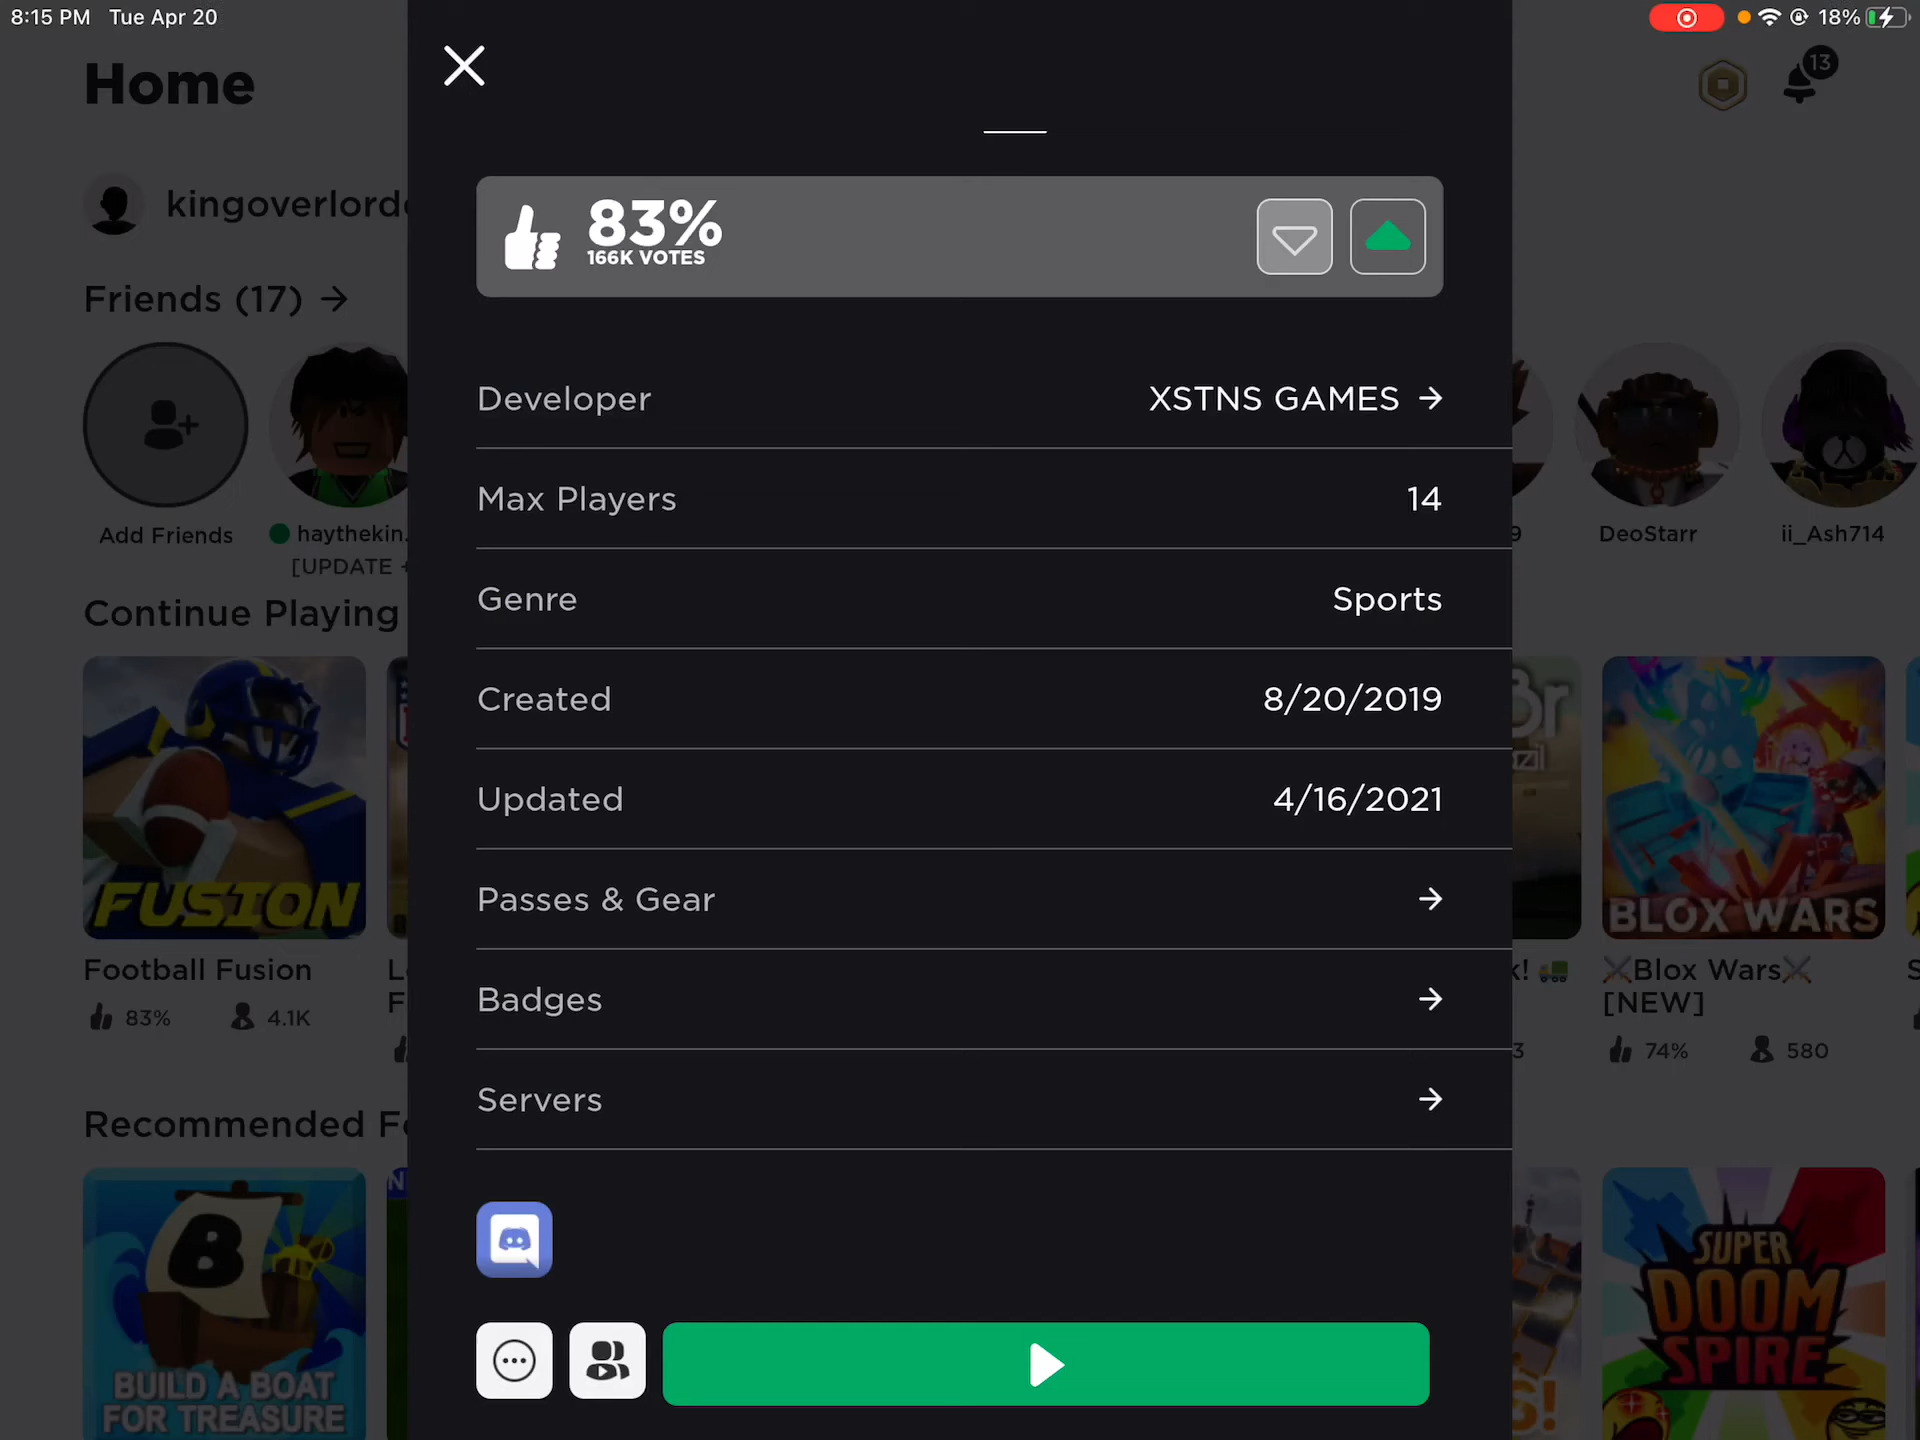 8:15 PM Tue Apr 20
18%
Home
13
kingoverlord
83%
166K VOTES
Friends (17) →
Developer XSTNS GAMES →
Max Players 14
Add Friends
haythekin.
DeoStarr
ii_Ash714
[UPDATE
Genre Sports
Continue Playing
Created 8/20/2019
Updated 4/16/2021
FUSION
BLOX WARS
Passes & Gear →
Football Fusion
83% 4.1K
⚔Blox Wars⚔
[NEW]
74% 580
Badges →
Servers →
Recommended
B
BUILD A BOAT
FOR TREASURE
SUPER
DOOM
SPIRE